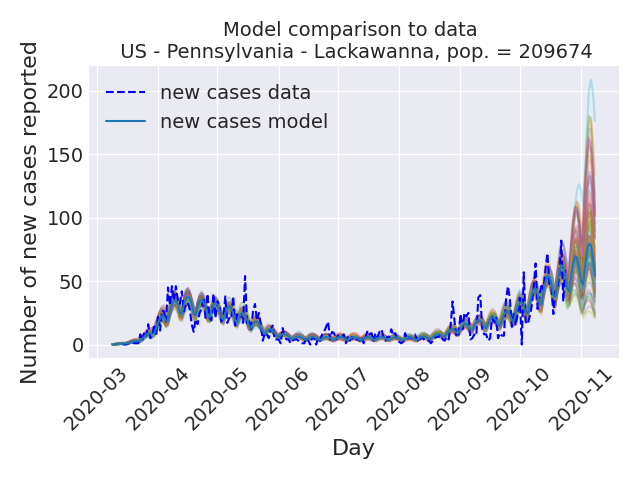 Model comparison to data
US - Pennsylvania - Lackawanna, pop. = 209674
Number of new cases reported
200
150
100
50
0
new cases data
new cases model
2020-03
2020-04
2020-05
2020-06
2020-07
2020-08
2020-09
2020-10
2020-11
Day